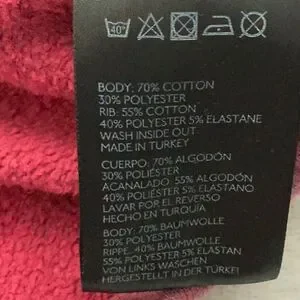 40°
BODY: 70% COTTON
30% POLYESTER
RIB: 55% COTTON
40% POLYESTER 5% ELASTANE
WASH INSIDE OUT
MADE IN TURKEY
CUERPO: 70% ALGODÓN
30% POLIÉSTER
ACANALADO: 55% ALGODÓN
40% POLIÉSTER 5% ELASTANO
LAVAR POR EL REVERSO
HECHO EN TURQUÍA
BODY: 70% BAUMWOLLE
30% POLYESTER
RIPPE: 40% BAUMWOLLE
55% POLYESTER 5% ELASTAN
VON LINKS WASCHEN
HERGESTELLT IN DER TÜRKEI